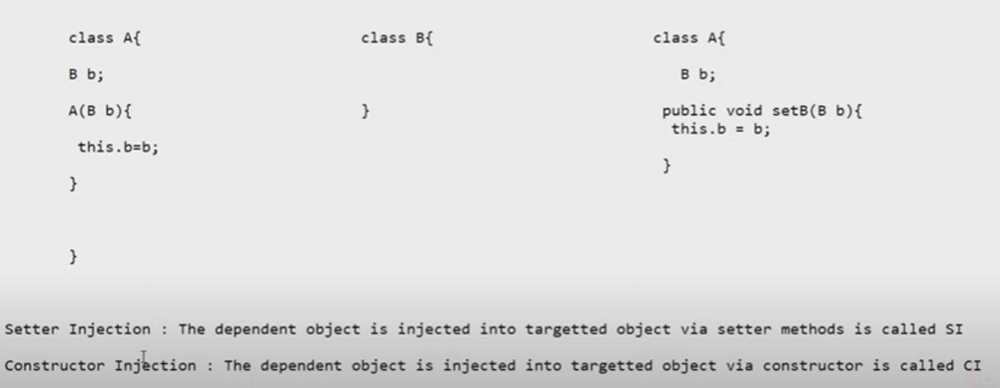 class A{
B b;
A(B b){
this.b=b;
}
}
class B{
}
class A{
B b;
public void setB(B b){
this.b = b;
}
Setter Injection : The dependent object is injected into targetted object via setter methods is called SI
Constructor Injection : The dependent object is injected into targetted object via constructor is called CI